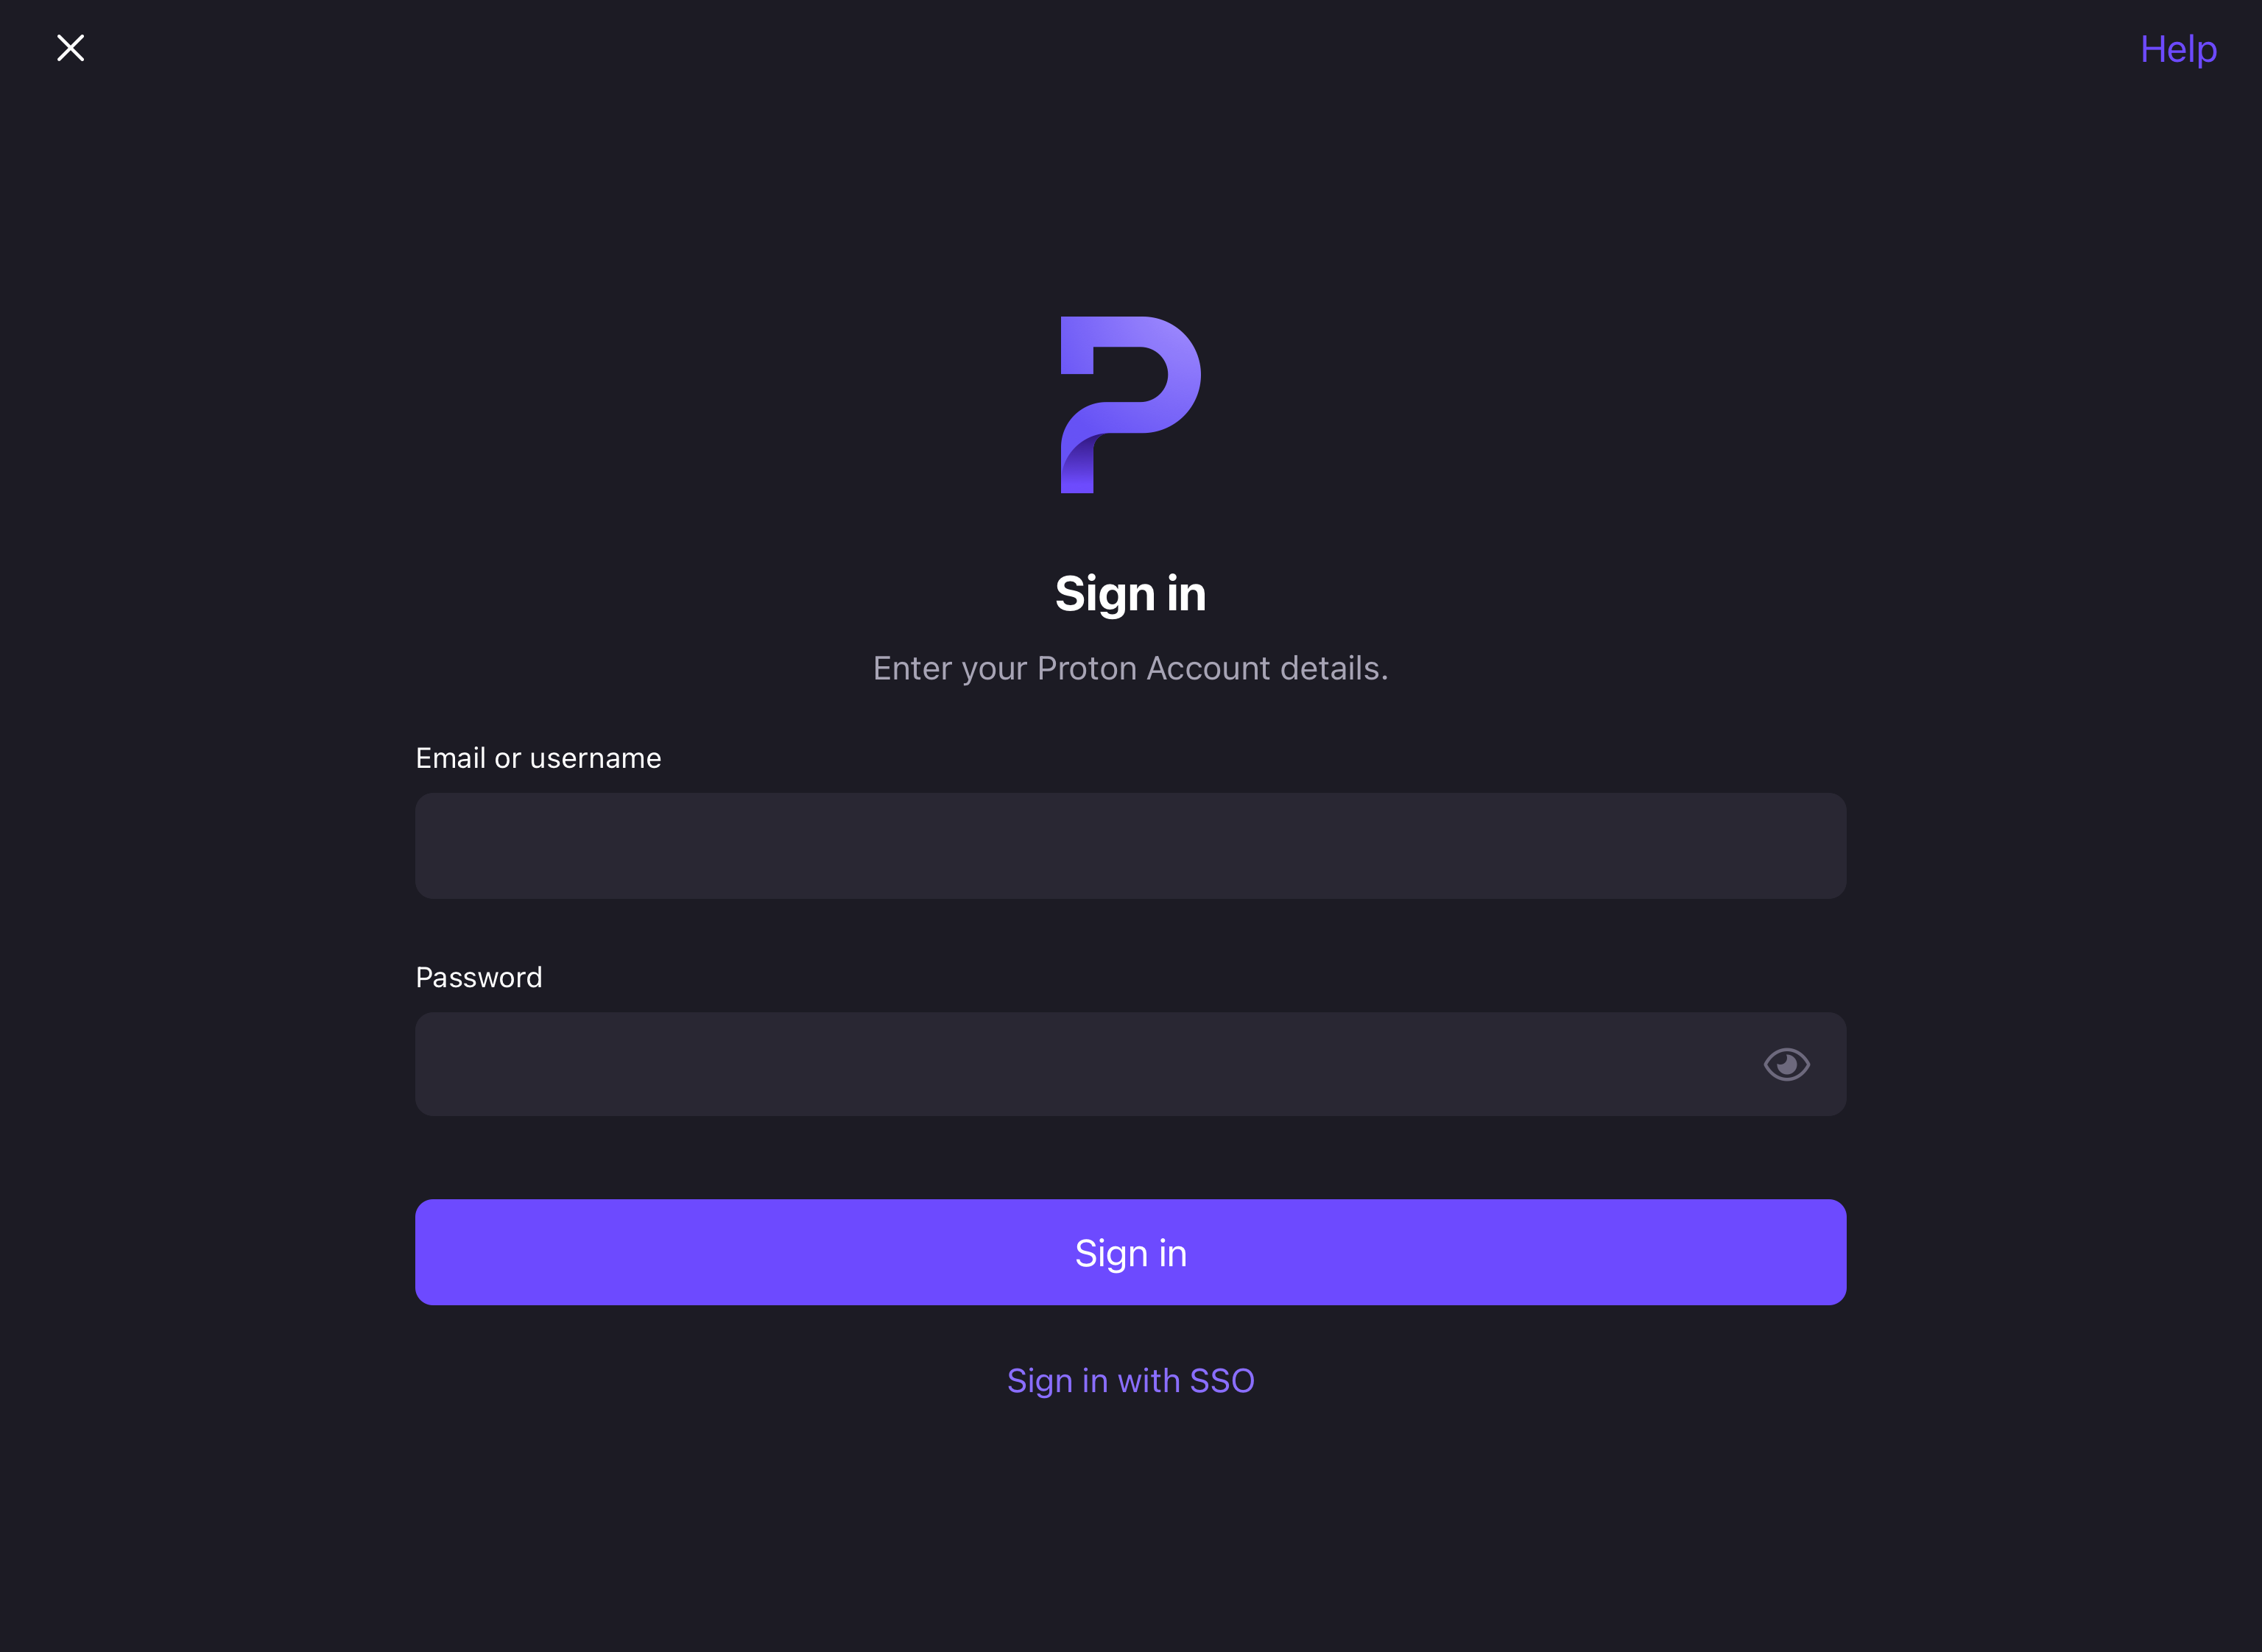 Help
Sign in
Enter your Proton Account details.
Email or username
Password
Sign in
Sign in with SSO